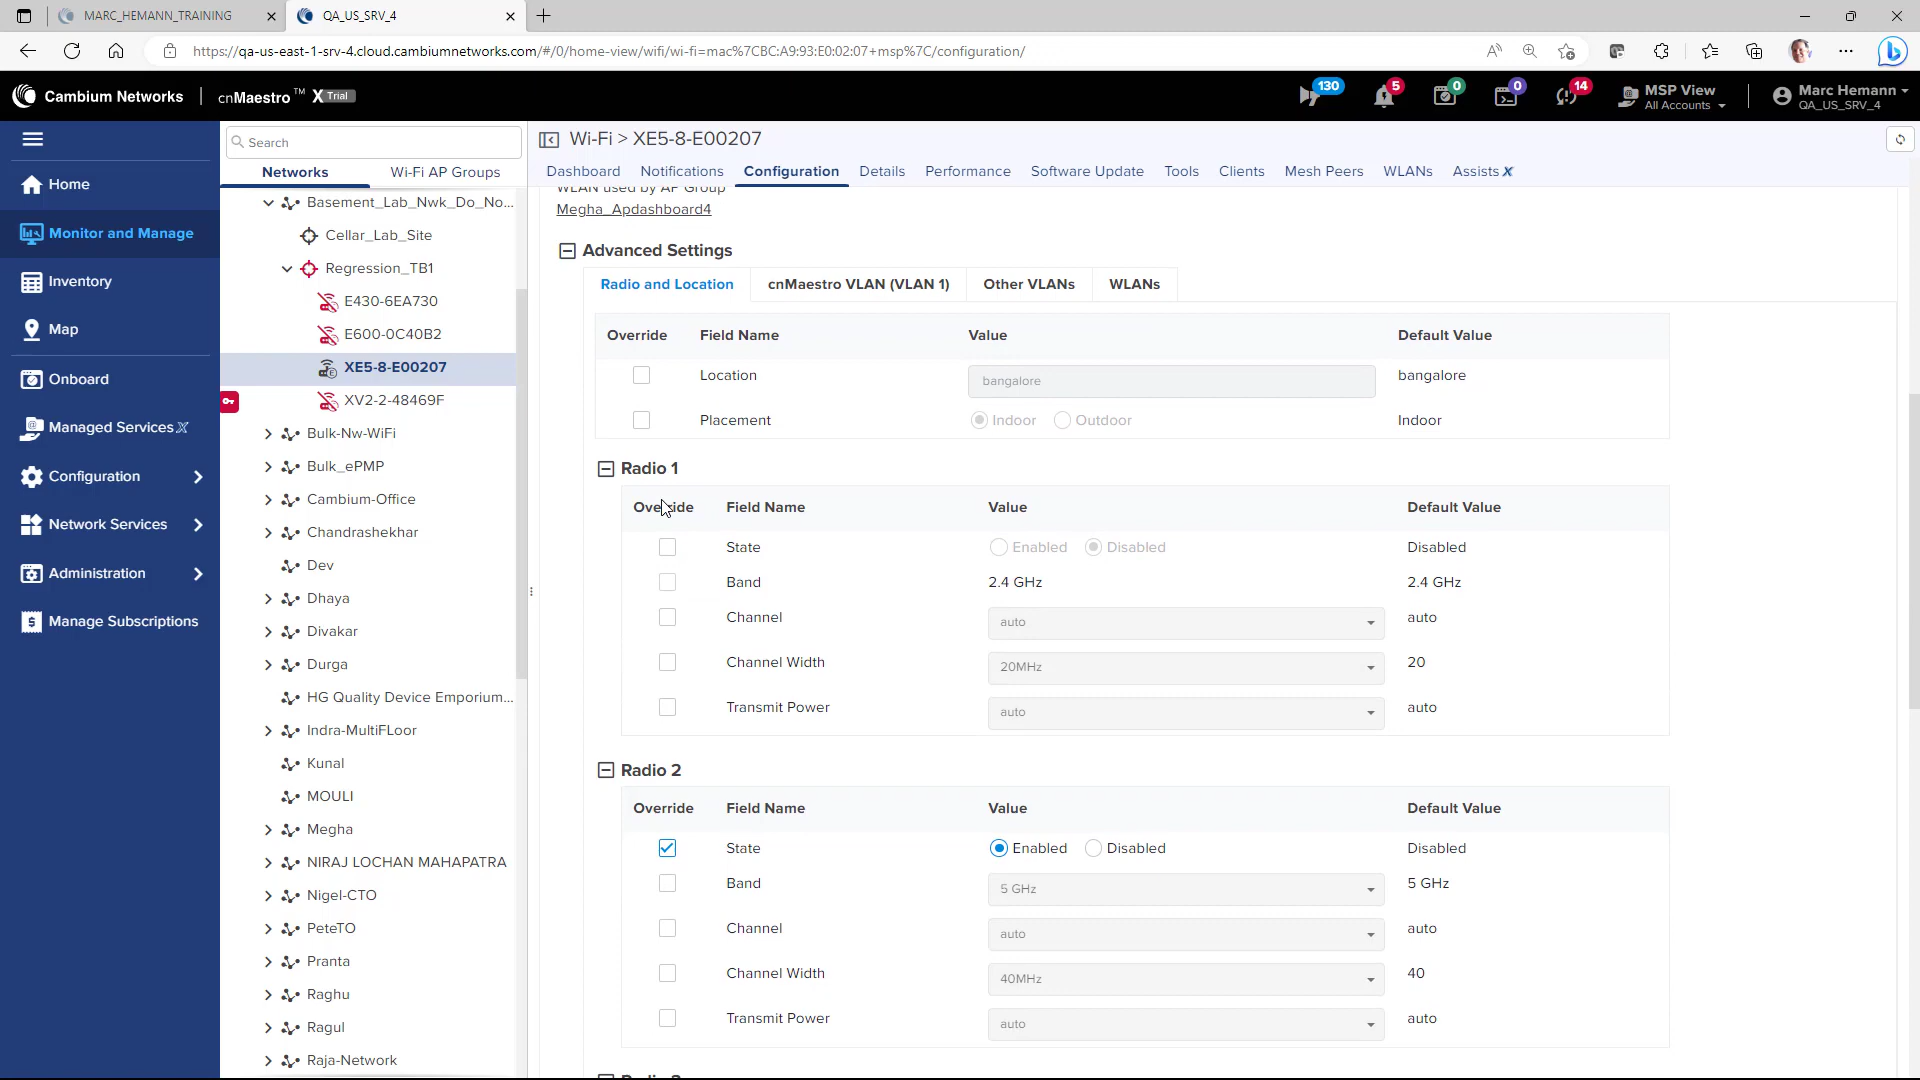 MARC_HEMANN_TRAINING
QA_US_SRV_4
https://qa-us-east-1-srv-4.cloud.cambiumnetworks.com/#/0/home-view/wifi/wi-fi=mac%7CBC:A9:93:E0:02:07+msp%7C/configuration/
Cambium Networks | cnMaestro™ X Trial
130 5 0 0 14
MSP View
All Accounts
Marc Hemann
QA_US_SRV_4
Home
Monitor and Manage
Inventory
Map
Onboard
Managed Services X
Configuration
Network Services
Administration
Manage Subscriptions
Search
Networks Wi-Fi AP Groups
Basement_Lab_Nwk_Do_No...
Cellar_Lab_Site
Regression_TB1
E430-6EA730
E600-0C40B2
XE5-8-E00207
XV2-2-48469F
Bulk-Nw-WiFi
Bulk_ePMP
Cambium-Office
Chandrashekhar
Dev
Dhaya
Divakar
Durga
HG Quality Device Emporium...
Indra-MultiFLoor
Kunal
MOULI
Megha
NIRAJ LOCHAN MAHAPATRA
Nigel-CTO
PeteTO
Pranta
Raghu
Ragul
Raja-Network
Wi-Fi > XE5-8-E00207
Dashboard Notifications Configuration Details Performance Software Update Tools Clients Mesh Peers WLANs Assists X
WLAN used by AP Group
Megha_Apdashboard4
Advanced Settings
Radio and Location cnMaestro VLAN (VLAN 1) Other VLANs WLANs
Override Field Name Value Default Value
Location bangalore bangalore
Placement Indoor Outdoor Indoor
Radio 1
Override Field Name Value Default Value
State Enabled Disabled Disabled
Band 2.4 GHz 2.4 GHz
Channel auto auto
Channel Width 20MHz 20
Transmit Power auto auto
Radio 2
Override Field Name Value Default Value
State Enabled Disabled Disabled
Band 5 GHz 5 GHz
Channel auto auto
Channel Width 40MHz 40
Transmit Power auto auto